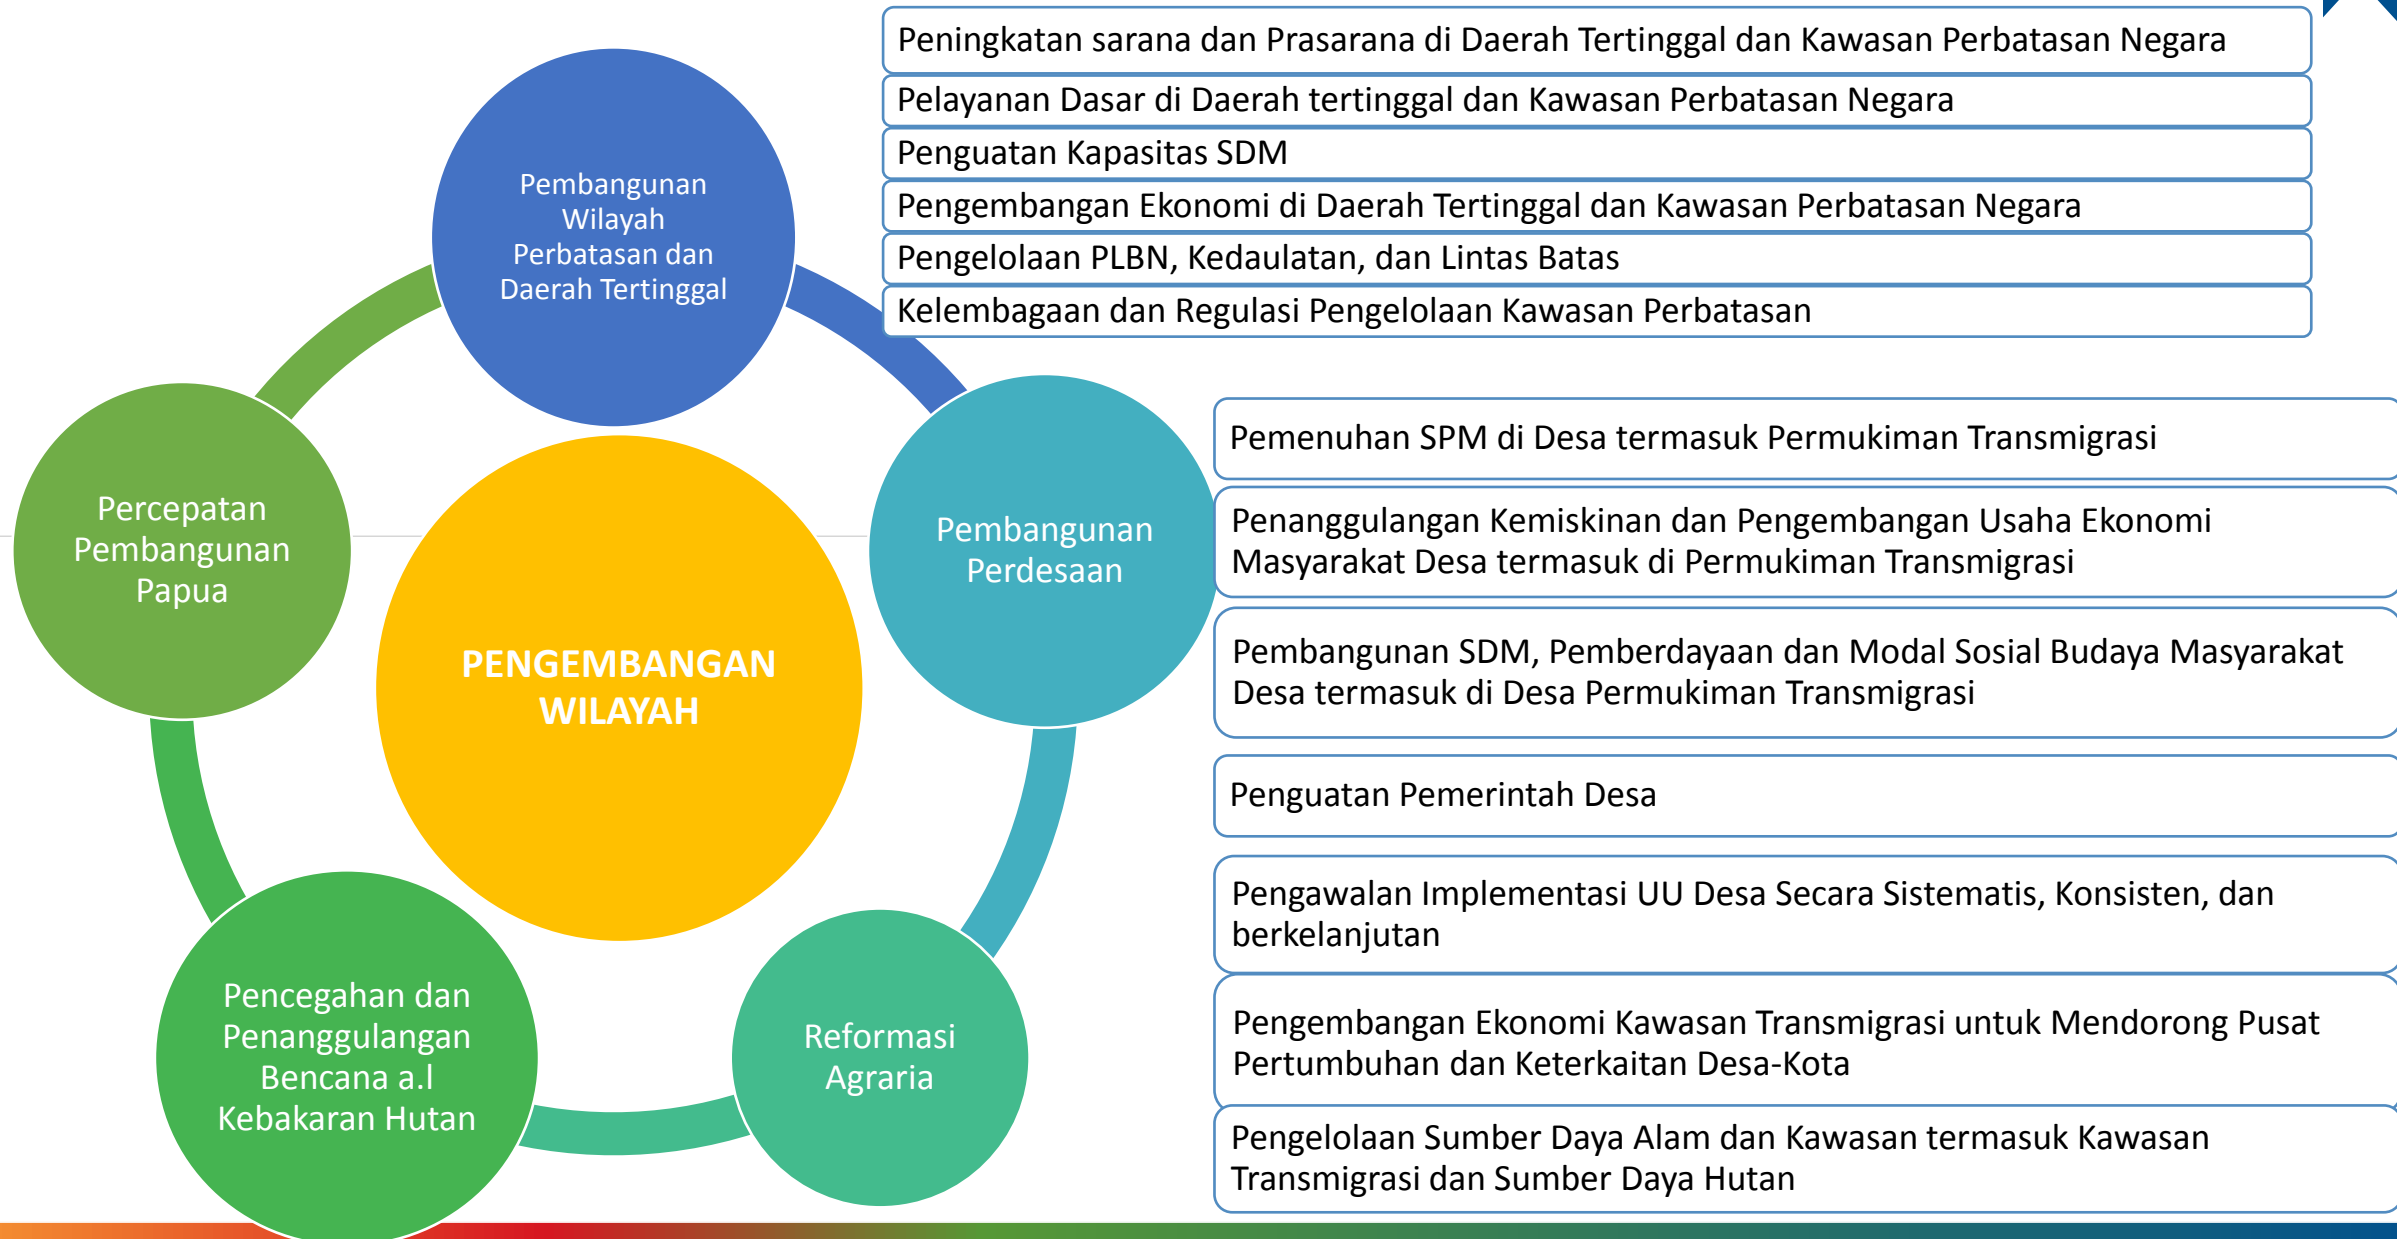 Peningkatan sarana dan Prasarana di Daerah Tertinggal dan Kawasan Perbatasan Negara
Pelayanan Dasar di Daerah tertinggal dan Kawasan Perbatasan Negara
Penguatan Kapasitas SDM
Pengembangan Ekonomi di Daerah Tertinggal dan Kawasan Perbatasan Negara
Pengelolaan PLBN, Kedaulatan, dan Lintas Batas
Kelembagaan dan Regulasi Pengelolaan Kawasan Perbatasan
Pembangunan
Wilayah
Perbatasan dan
Daerah Tertinggal
Percepatan
Pembangunan
Papua
PENGEMBANGAN
WILAYAH
Pembangunan
Perdesaan
Pemenuhan SPM di Desa termasuk Permukiman Transmigrasi
Penanggulangan Kemiskinan dan Pengembangan Usaha Ekonomi
Masyarakat Desa termasuk di Permukiman Transmigrasi
Pembangunan SDM, Pemberdayaan dan Modal Sosial Budaya Masyarakat
Desa termasuk di Desa Permukiman Transmigrasi
Penguatan Pemerintah Desa
Pengawalan Implementasi UU Desa Secara Sistematis, Konsisten, dan
berkelanjutan
Pengembangan Ekonomi Kawasan Transmigrasi untuk Mendorong Pusat
Pertumbuhan dan Keterkaitan Desa-Kota
Pengelolaan Sumber Daya Alam dan Kawasan termasuk Kawasan
Transmigrasi dan Sumber Daya Hutan
Pencegahan dan
Penanggulangan
Bencana a.l
Kebakaran Hutan
Reformasi
Agraria